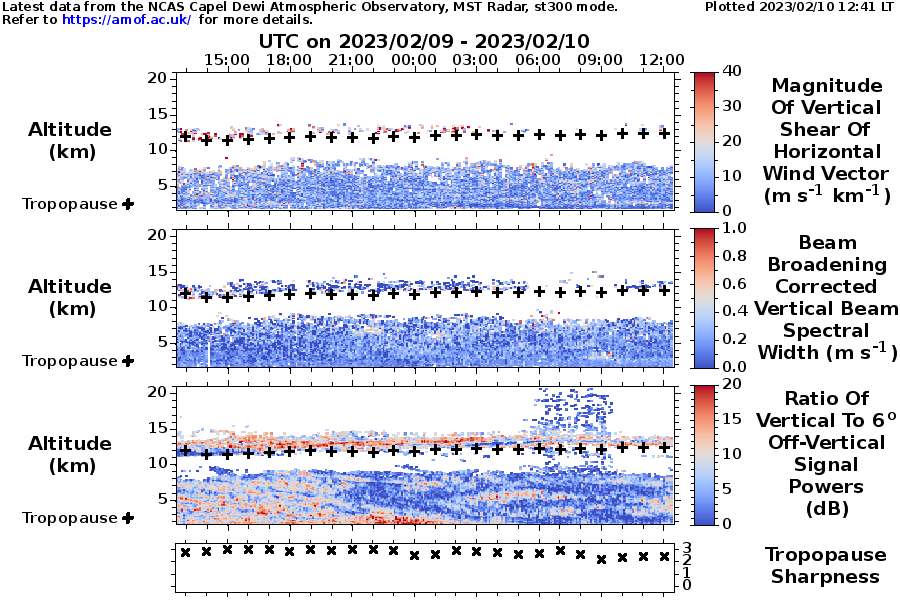 Latest data from the NCAS Capel Dewi Atmospheric Observatory, MST Radar, st300 mode.
Plotted 2023/02/10 12:41 LT
Refer to https://amof.ac.uk/ for more details.
UTC on 2023/02/09 - 2023/02/10
15:00 18:00 21:00 00:00 03:00 06:00 09:00 12:00
Altitude
(km)
Tropopause
20
15
10
5
40
30
20
10
0
Magnitude
Of Vertical
Shear Of
Horizontal
Wind Vector
(m s-1 km-1)
Altitude
(km)
Tropopause
20
15
10
5
1.0
0.8
0.6
0.4
0.2
0.0
Beam
Broadening
Corrected
Vertical Beam
Spectral
Width (m s-1)
Altitude
(km)
Tropopause
20
15
10
5
20
15
10
5
0
Ratio Of
Vertical To 6o
Off-Vertical
Signal
Powers
(dB)
3
2
1
0
Tropopause
Sharpness